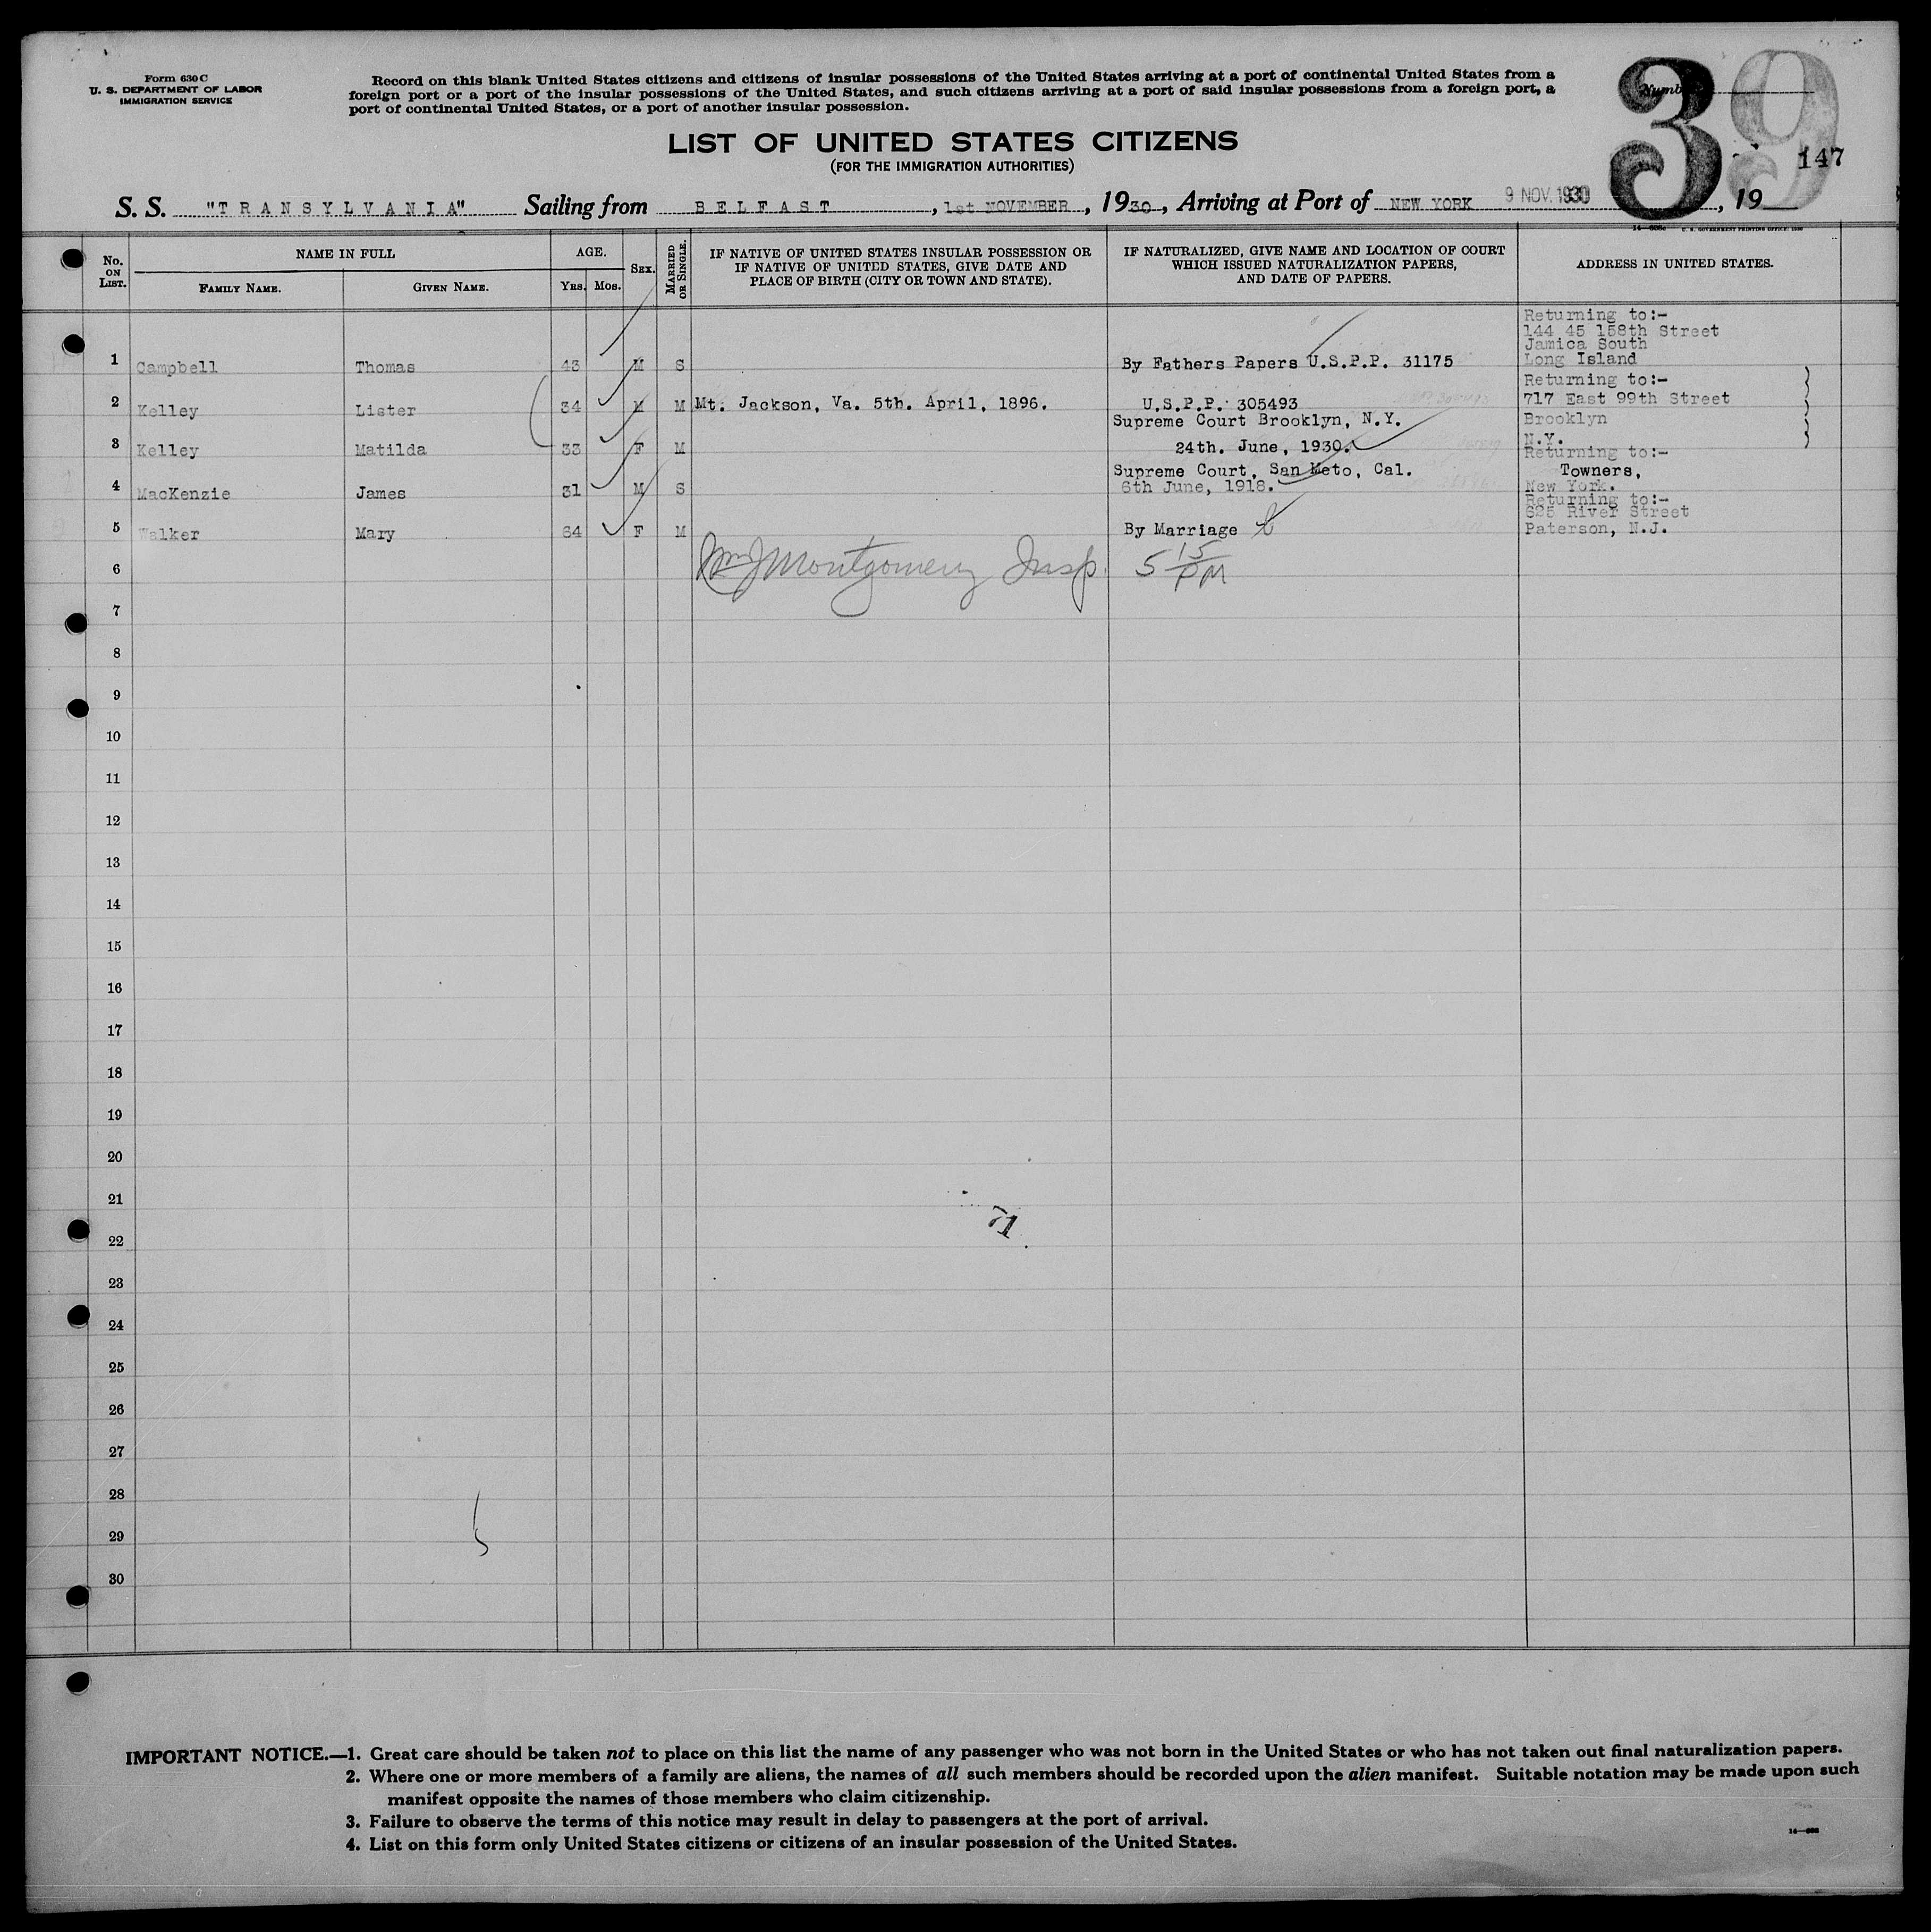 Form 630 C
U. S. DEPARTMENT OF LABOR
IMMIGRATION SERVICE
Record on this blank United States citizens and citizens of insular possessions of the United States arriving at a port of continental United States from a
foreign port or a port of the insular possessions of the United States, and such citizens arriving at a port of said insular possessions from a foreign port, a
port of continental United States, or a port of another insular possession.
39
147
LIST OF UNITED STATES CITIZENS
(FOR THE IMMIGRATION AUTHORITIES)
S. S. "TRANSYLVANIA" Sailing from BELFAST, 1st NOVEMBER, 1930, Arriving at Port of NEW YORK 9 NOV. 1930, 19
No. ON LIST.
NAME IN FULL
FAMILY NAME.
GIVEN NAME.
AGE.
YRS. MOS.
SEX.
MARRIED OR SINGLE.
IF NATIVE OF UNITED STATES INSULAR POSSESSION OR
IF NATIVE OF UNITED STATES, GIVE DATE AND
PLACE OF BIRTH (CITY OR TOWN AND STATE).
IF NATURALIZED, GIVE NAME AND LOCATION OF COURT
WHICH ISSUED NATURALIZATION PAPERS,
AND DATE OF PAPERS.
ADDRESS IN UNITED STATES.
Returning to:-
144 45 158th Street
Jamica South
1 Campbell Thomas 43 M S By Fathers Papers U.S.P.P. 31175 Long Island
Returning to:-
2 Kelley Lister 34 M M Mt. Jackson, Va. 5th. April, 1896. U.S.P.P. 305493 717 East 99th Street
Supreme Court Brooklyn, N.Y. Brooklyn
3 Kelley Matilda 33 F M 24th. June, 1930. N.Y.
Returning to:-
Supreme Court, San Meto, Cal. Towners,
4 MacKenzie James 31 M S 6th June, 1918. New York.
Returning to:-
River Street
5 Walker Mary 64 F M By Marriage Paterson, N.J.
6 Wm J Montgomery Insp. 5 15 PM
7
8
9
10
11
12
13
14
15
16
17
18
19
20
21
71
22
23
24
25
26
27
28
29
30
IMPORTANT NOTICE.—1. Great care should be taken not to place on this list the name of any passenger who was not born in the United States or who has not taken out final naturalization papers.
2. Where one or more members of a family are aliens, the names of all such members should be recorded upon the alien manifest. Suitable notation may be made upon such
manifest opposite the names of those members who claim citizenship.
3. Failure to observe the terms of this notice may result in delay to passengers at the port of arrival.
4. List on this form only United States citizens or citizens of an insular possession of the United States.